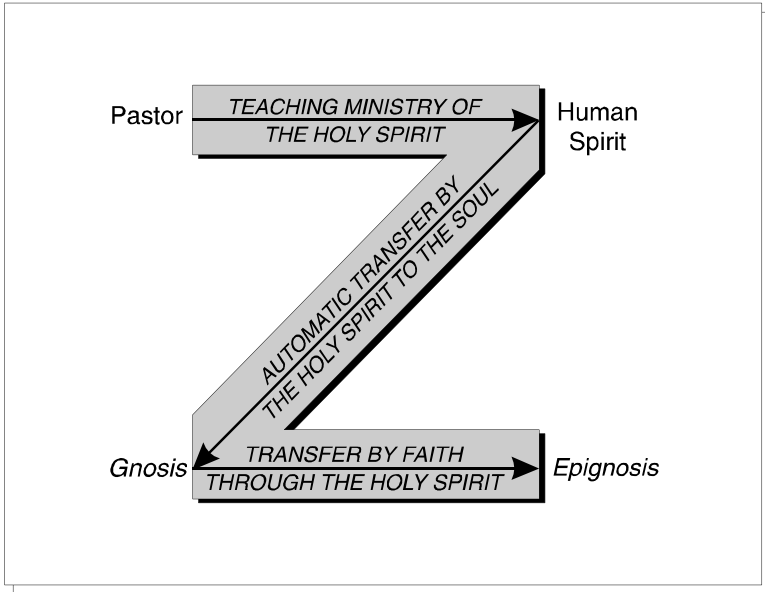 Pastor
TEACHING MINISTRY OF
THE HOLY SPIRIT
Human
Spirit
AUTOMATIC TRANSFER BY
THE HOLY SPIRIT TO THE SOUL
Gnosis
TRANSFER BY FAITH
THROUGH THE HOLY SPIRIT
Epignosis